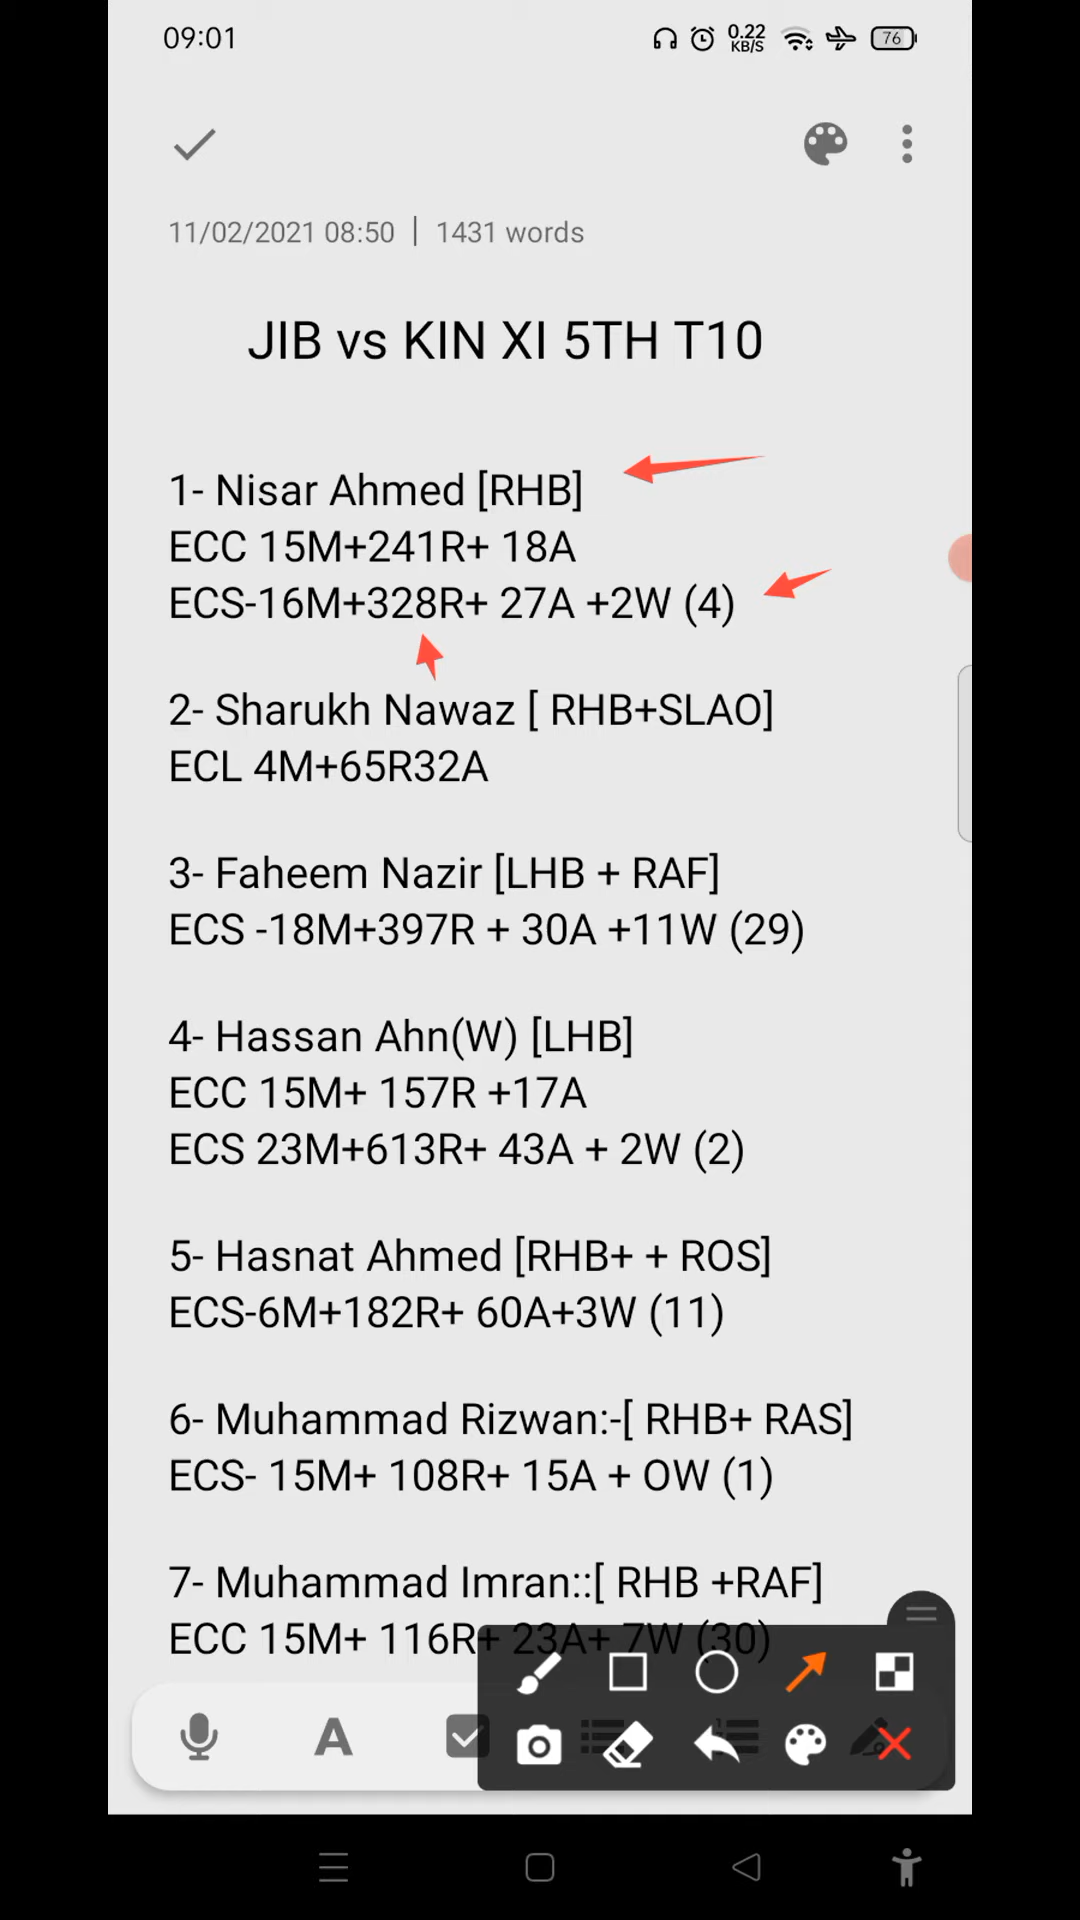 09:01
0.22
KB/S
76
11/02/2021 08:50 | 1431 words
JIB vs KIN XI 5TH T10
1- Nisar Ahmed [RHB]
ECC 15M+241R+ 18A
ECS-16M+328R+ 27A +2W (4)
2- Sharukh Nawaz [ RHB+SLAO]
ECL 4M+65R32A
3- Faheem Nazir [LHB + RAF]
ECS -18M+397R + 30A +11W (29)
4- Hassan Ahn(W) [LHB]
ECC 15M+ 157R +17A
ECS 23M+613R+ 43A + 2W (2)
5- Hasnat Ahmed [RHB+ + ROS]
ECS-6M+182R+ 60A+3W (11)
6- Muhammad Rizwan:-[ RHB+ RAS]
ECS- 15M+ 108R+ 15A + OW (1)
7- Muhammad Imran::[ RHB +RAF]
ECC 15M+ 116R+ 23A+ 7W (30)
A